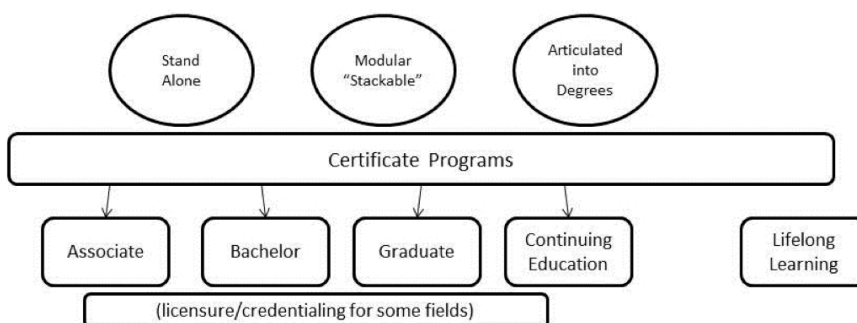 Stand
Alone
Modular
“Stackable”
Articulated
into
Degrees
Certificate Programs
Associate
Bachelor
Graduate
Continuing
Education
Lifelong
Learning
(licensure/credentialing for some fields)